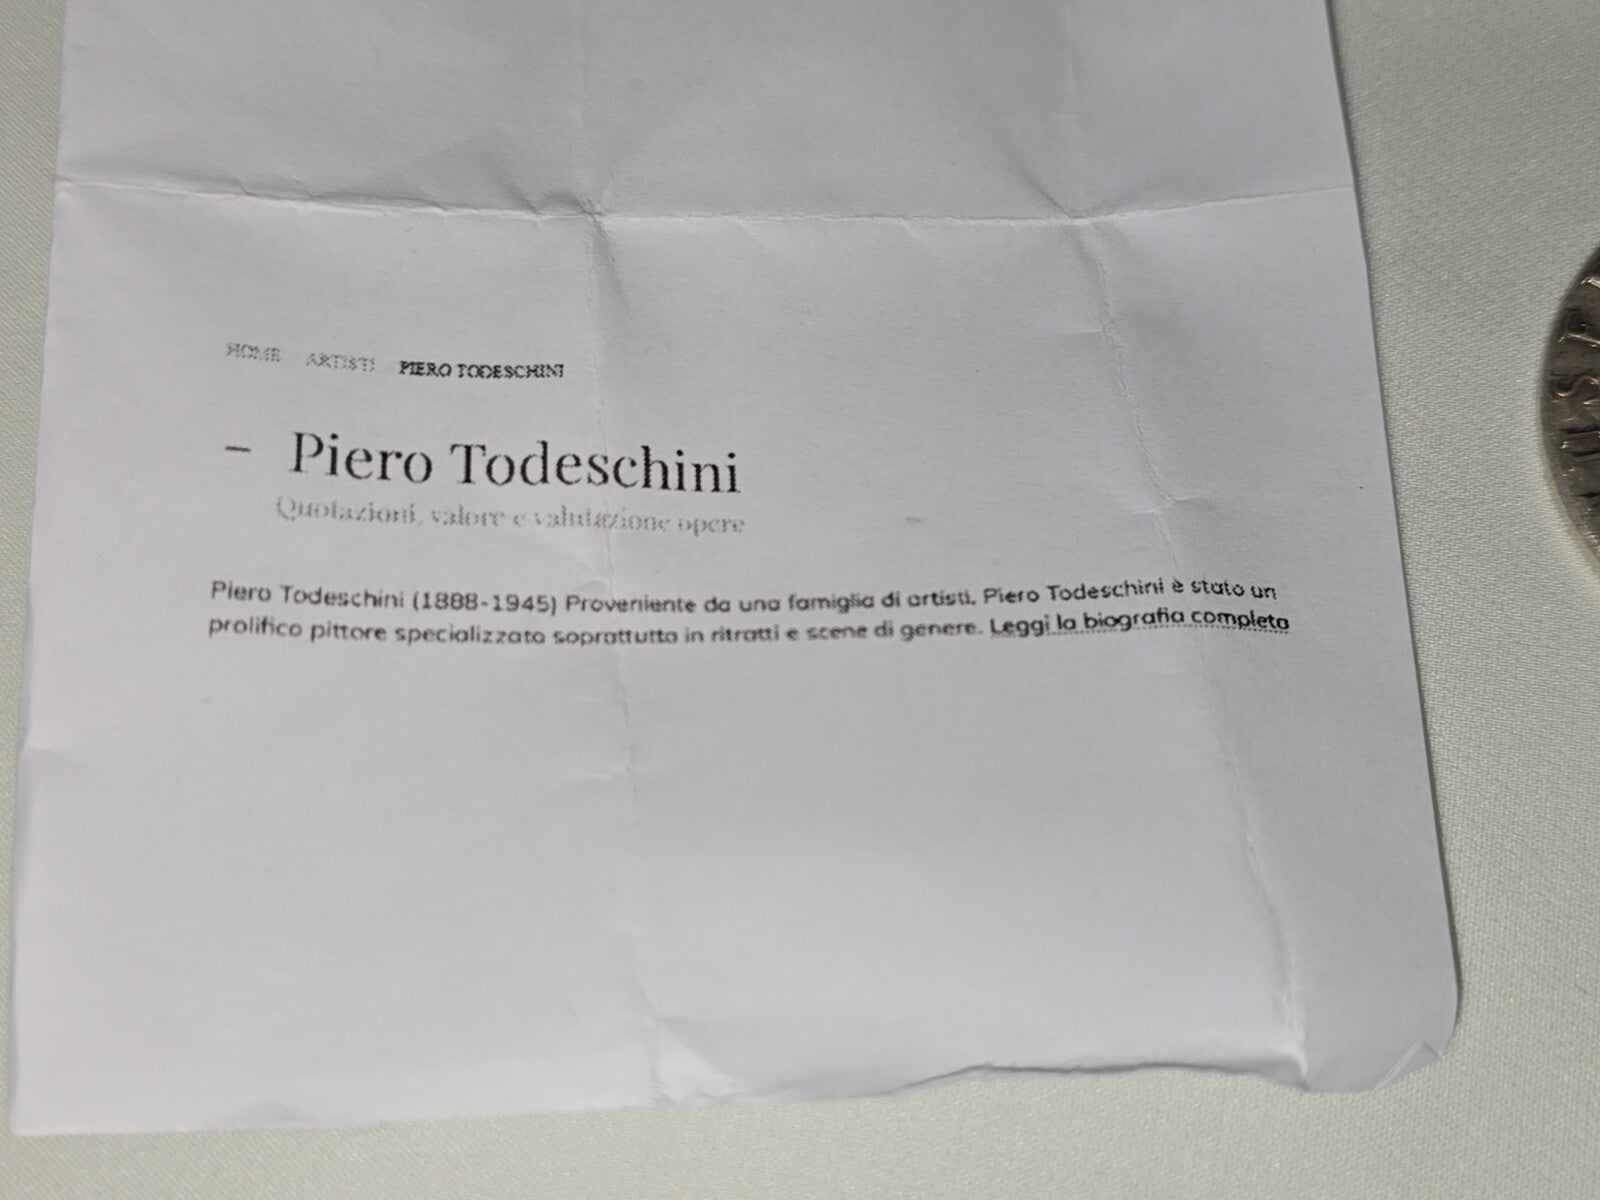 HOME ARTISTI PIERO TODESCHINI
– Piero Todeschini
Quotazioni, valore e valutazione opere
Piero Todeschini (1888-1945) Proveniente da una famiglia di artisti, Piero Todeschini è stato un
prolifico pittore specializzato soprattutto in ritratti e scene di genere. Leggi la biografia completa